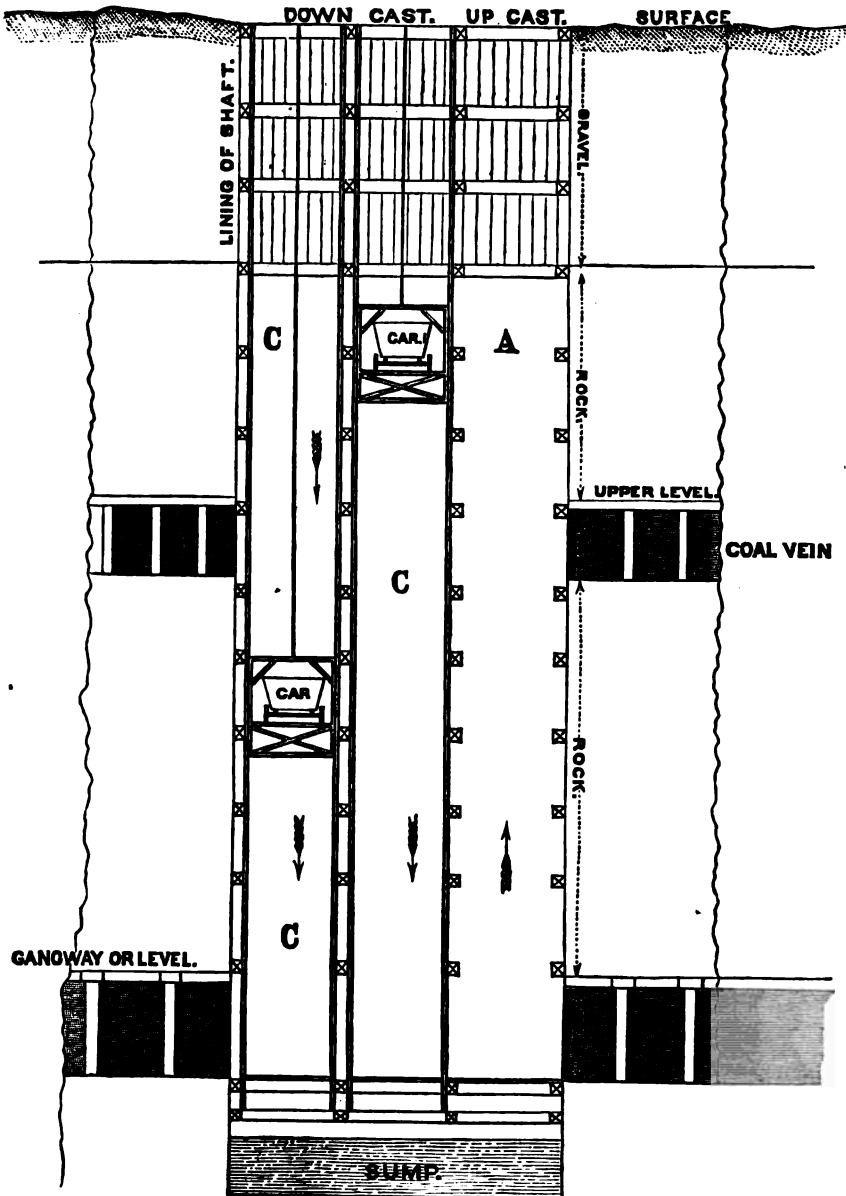 DOWN CAST. UP CAST. SURFACE.
LINING OF SHAFT.
GRAVEL.
C
CAR.
A
ROCK.
UPPER LEVEL.
COAL VEIN
C
CAR
ROCK.
C
GANGWAY OR LEVEL.
SUMP.